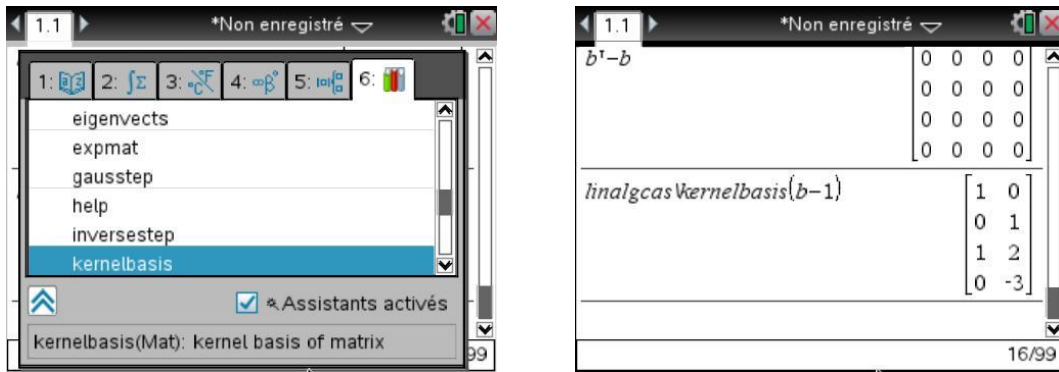 1.1 *Non enregistré
1: 2: ∫Σ 3: °C °F 4: ∞β° 5: 6:
eigenvects
expmat
gausstep
help
inversestep
kernelbasis
Assistants activés
kernelbasis(Mat): kernel basis of matrix
99
1.1 *Non enregistré
bᵀ−b
0 0 0 0
0 0 0 0
0 0 0 0
0 0 0 0
linalgcas\kernelbasis(b−1)
1 0
0 1
1 2
0 -3
16/99